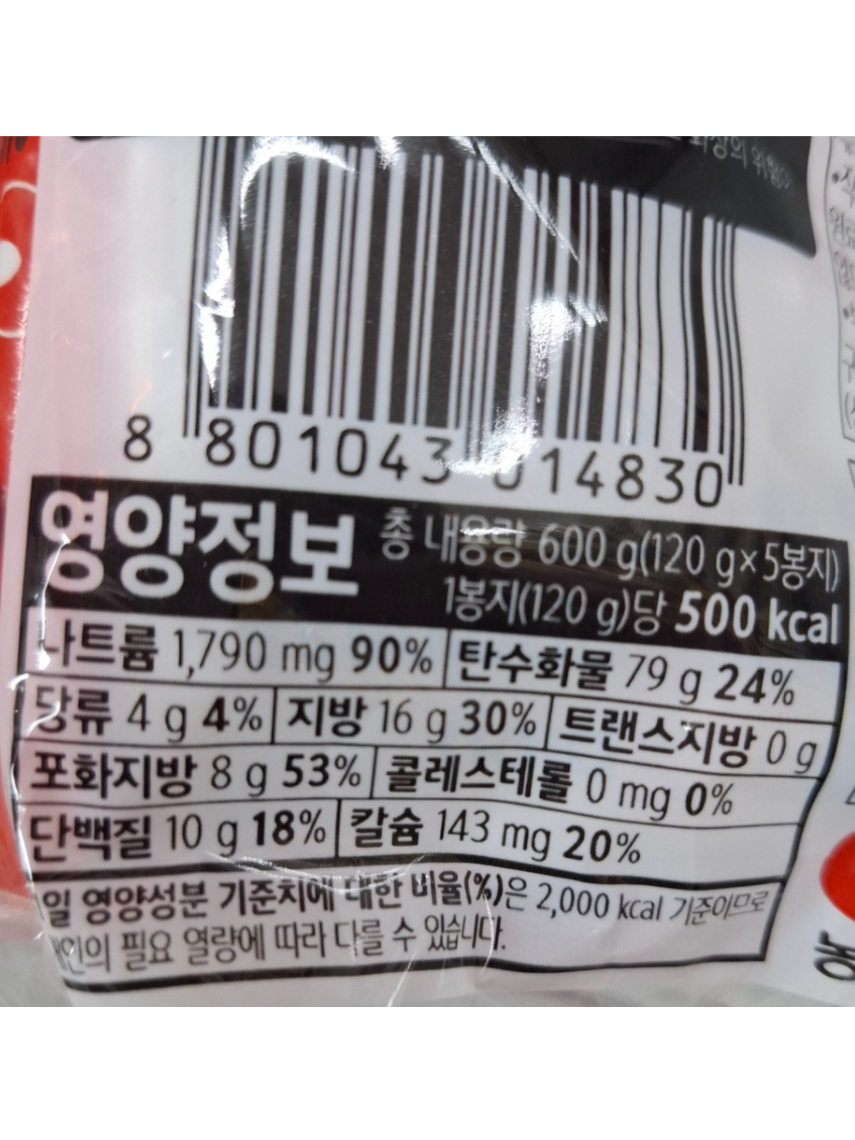 화상의 위험이
8 801043 014830
영양정보 총 내용량 600 g(120 g×5봉지)
1봉지(120 g)당 500 kcal
나트륨 1,790 mg 90% 탄수화물 79 g 24%
당류 4 g 4% 지방 16 g 30% 트랜스지방 0 g
포화지방 8 g 53% 콜레스테롤 0 mg 0%
단백질 10 g 18% 칼슘 143 mg 20%
1일 영양성분 기준치에 대한 비율(%)은 2,000 kcal 기준이므로
개인의 필요 열량에 따라 다를 수 있습니다.